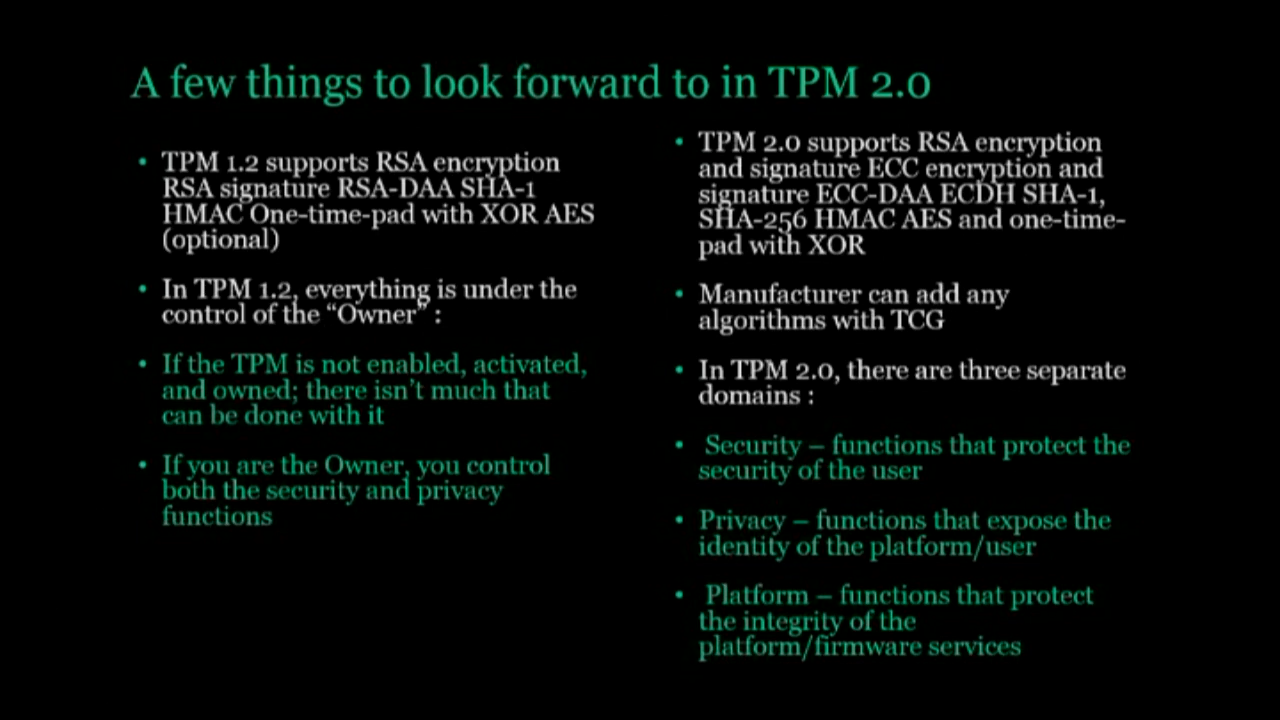 A few things to look forward to in TPM 2.0
• TPM 1.2 supports RSA encryption
RSA signature RSA-DAA SHA-1
HMAC One-time-pad with XOR AES
(optional)
• In TPM 1.2, everything is under the
control of the “Owner” :
• If the TPM is not enabled, activated,
and owned; there isn’t much that
can be done with it
• If you are the Owner, you control
both the security and privacy
functions
• TPM 2.0 supports RSA encryption
and signature ECC encryption and
signature ECC-DAA ECDH SHA-1,
SHA-256 HMAC AES and one-time-
pad with XOR
• Manufacturer can add any
algorithms with TCG
• In TPM 2.0, there are three separate
domains :
• Security – functions that protect the
security of the user
• Privacy – functions that expose the
identity of the platform/user
• Platform – functions that protect
the integrity of the
platform/firmware services